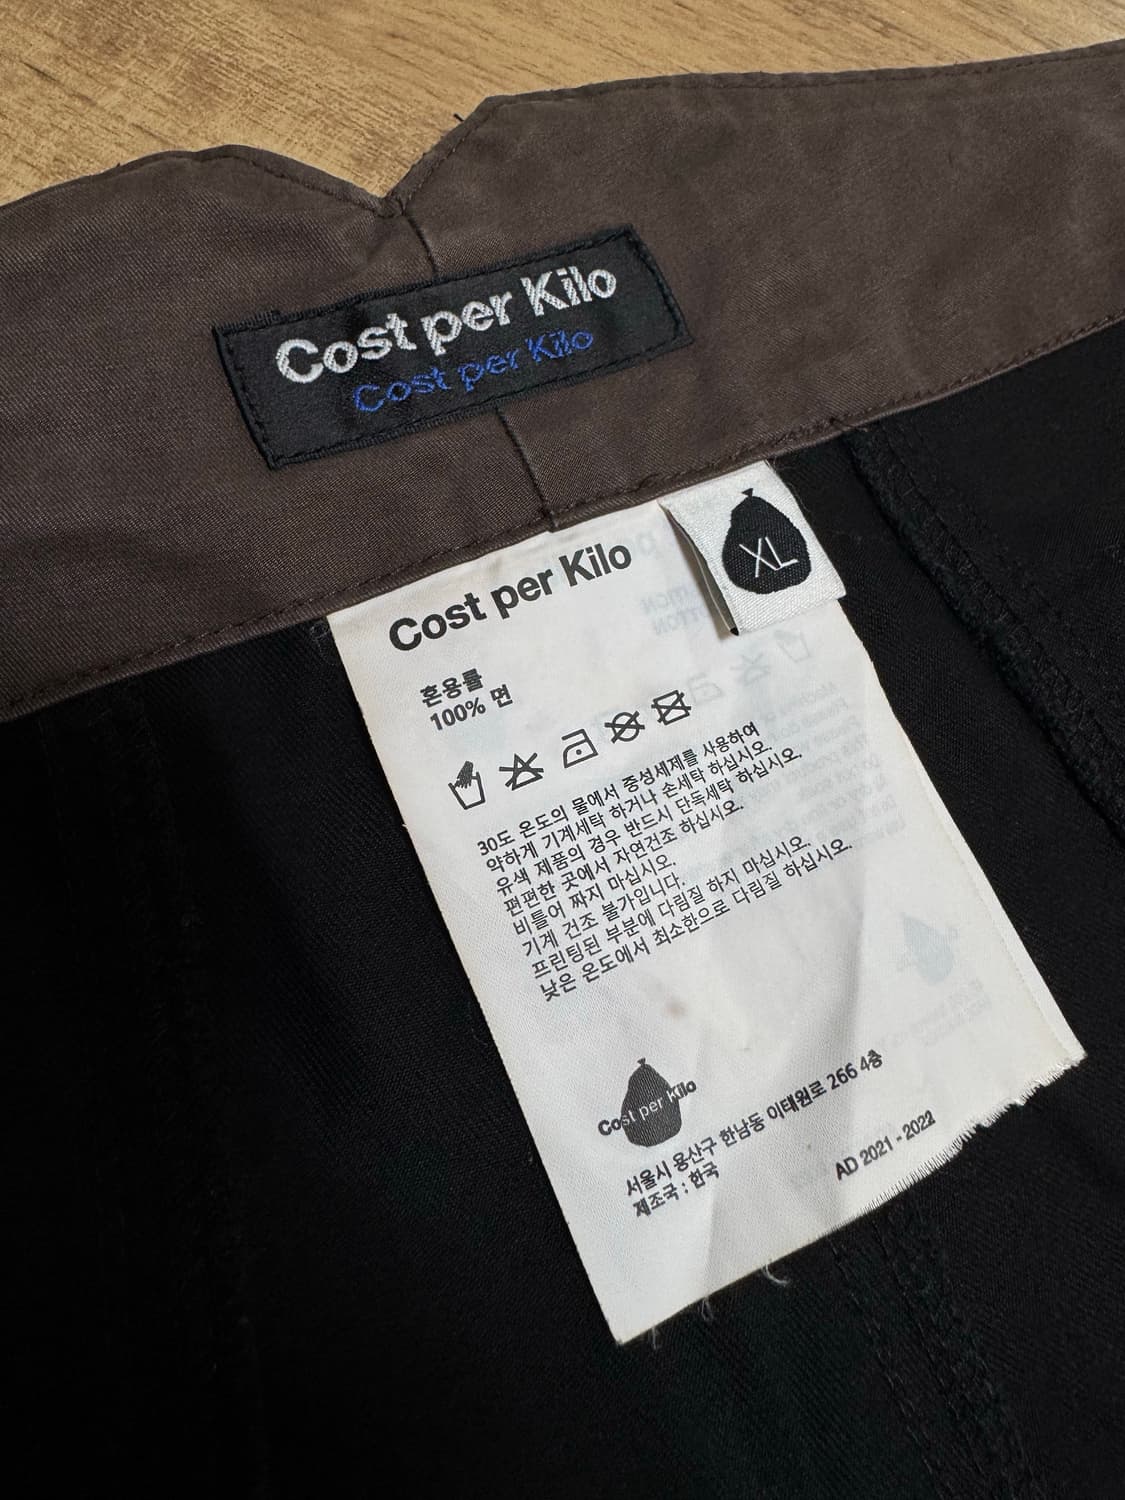 Cost per Kilo
Cost per Kilo
XL
Cost per Kilo
혼용률
100% 면
30도 온도의 물에서 중성세제를 사용하여
약하게 기계세탁 하거나 손세탁 하십시오.
유색 제품의 경우 반드시 단독세탁 하십시오.
편편한 곳에서 자연건조 하십시오.
비틀어 짜지 마십시오.
기계 건조 불가입니다.
프린팅된 부분에 다림질 하지 마십시오.
낮은 온도에서 최소한으로 다림질 하십시오.
Cost per Kilo
서울시 용산구 한남동 이태원로 266 4층
제조국 : 한국
AD 2021 - 2022